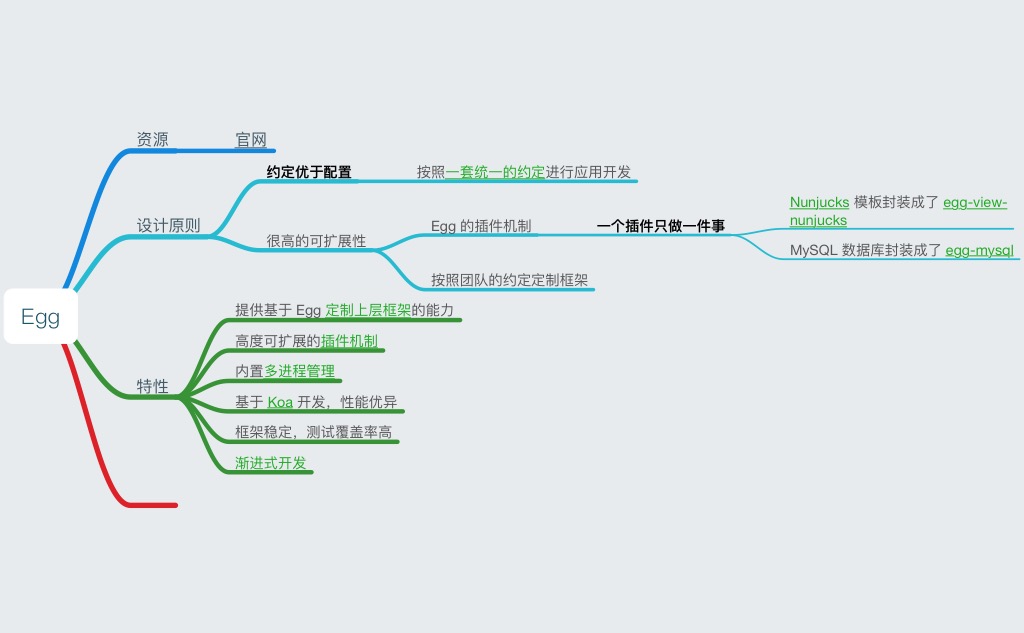 Egg
资源
官网
设计原则
约定优于配置
按照一套统一的约定进行应用开发
很高的可扩展性
Egg 的插件机制
一个插件只做一件事
Nunjucks 模板封装成了 egg-view-
nunjucks
MySQL 数据库封装成了 egg-mysql
按照团队的约定定制框架
特性
提供基于 Egg 定制上层框架的能力
高度可扩展的插件机制
内置多进程管理
基于 Koa 开发，性能优异
框架稳定，测试覆盖率高
渐进式开发